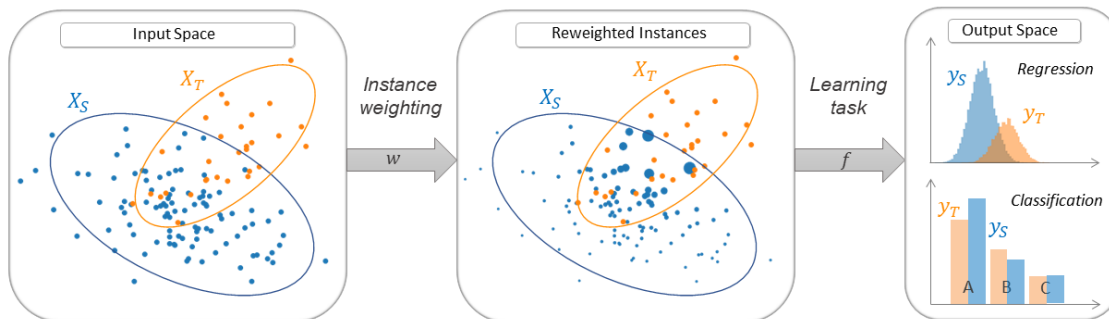 Input Space
X_T
X_S
Instance
weighting
w
Reweighted Instances
X_T
X_S
Learning
task
f
Output Space
y_S
Regression
y_T
Classification
y_T
y_S
A B C